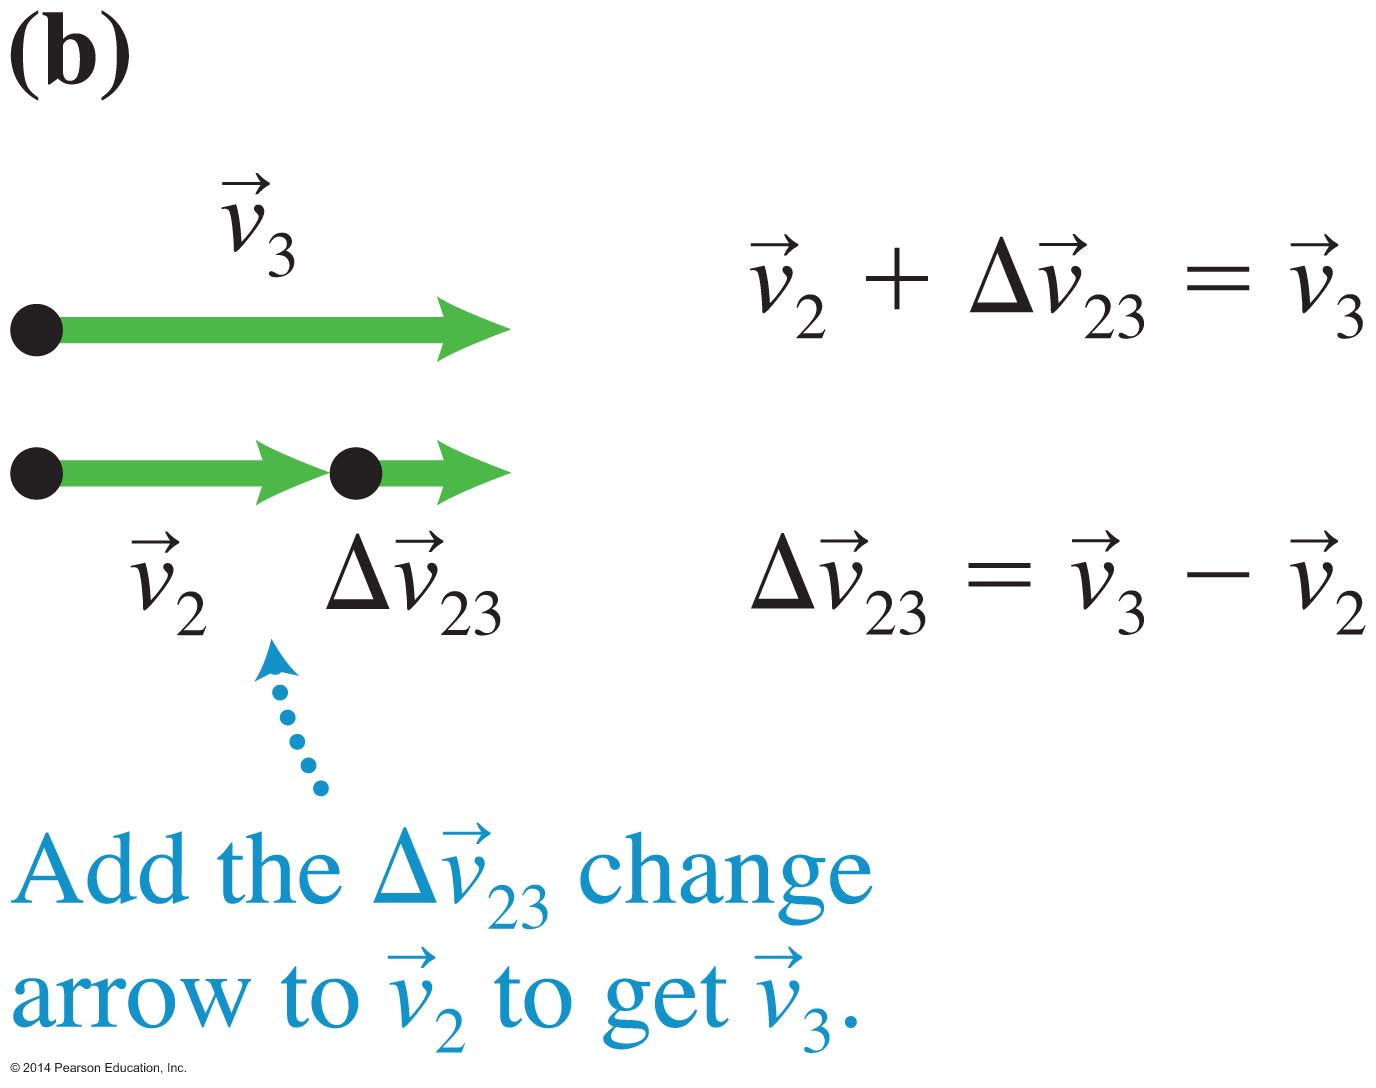 (b)
v⃗₃
v⃗₂ + Δv⃗₂₃ = v⃗₃
v⃗₂ Δv⃗₂₃
Δv⃗₂₃ = v⃗₃ − v⃗₂
Add the Δv⃗₂₃ change
arrow to v⃗₂ to get v⃗₃.
© 2014 Pearson Education, Inc.